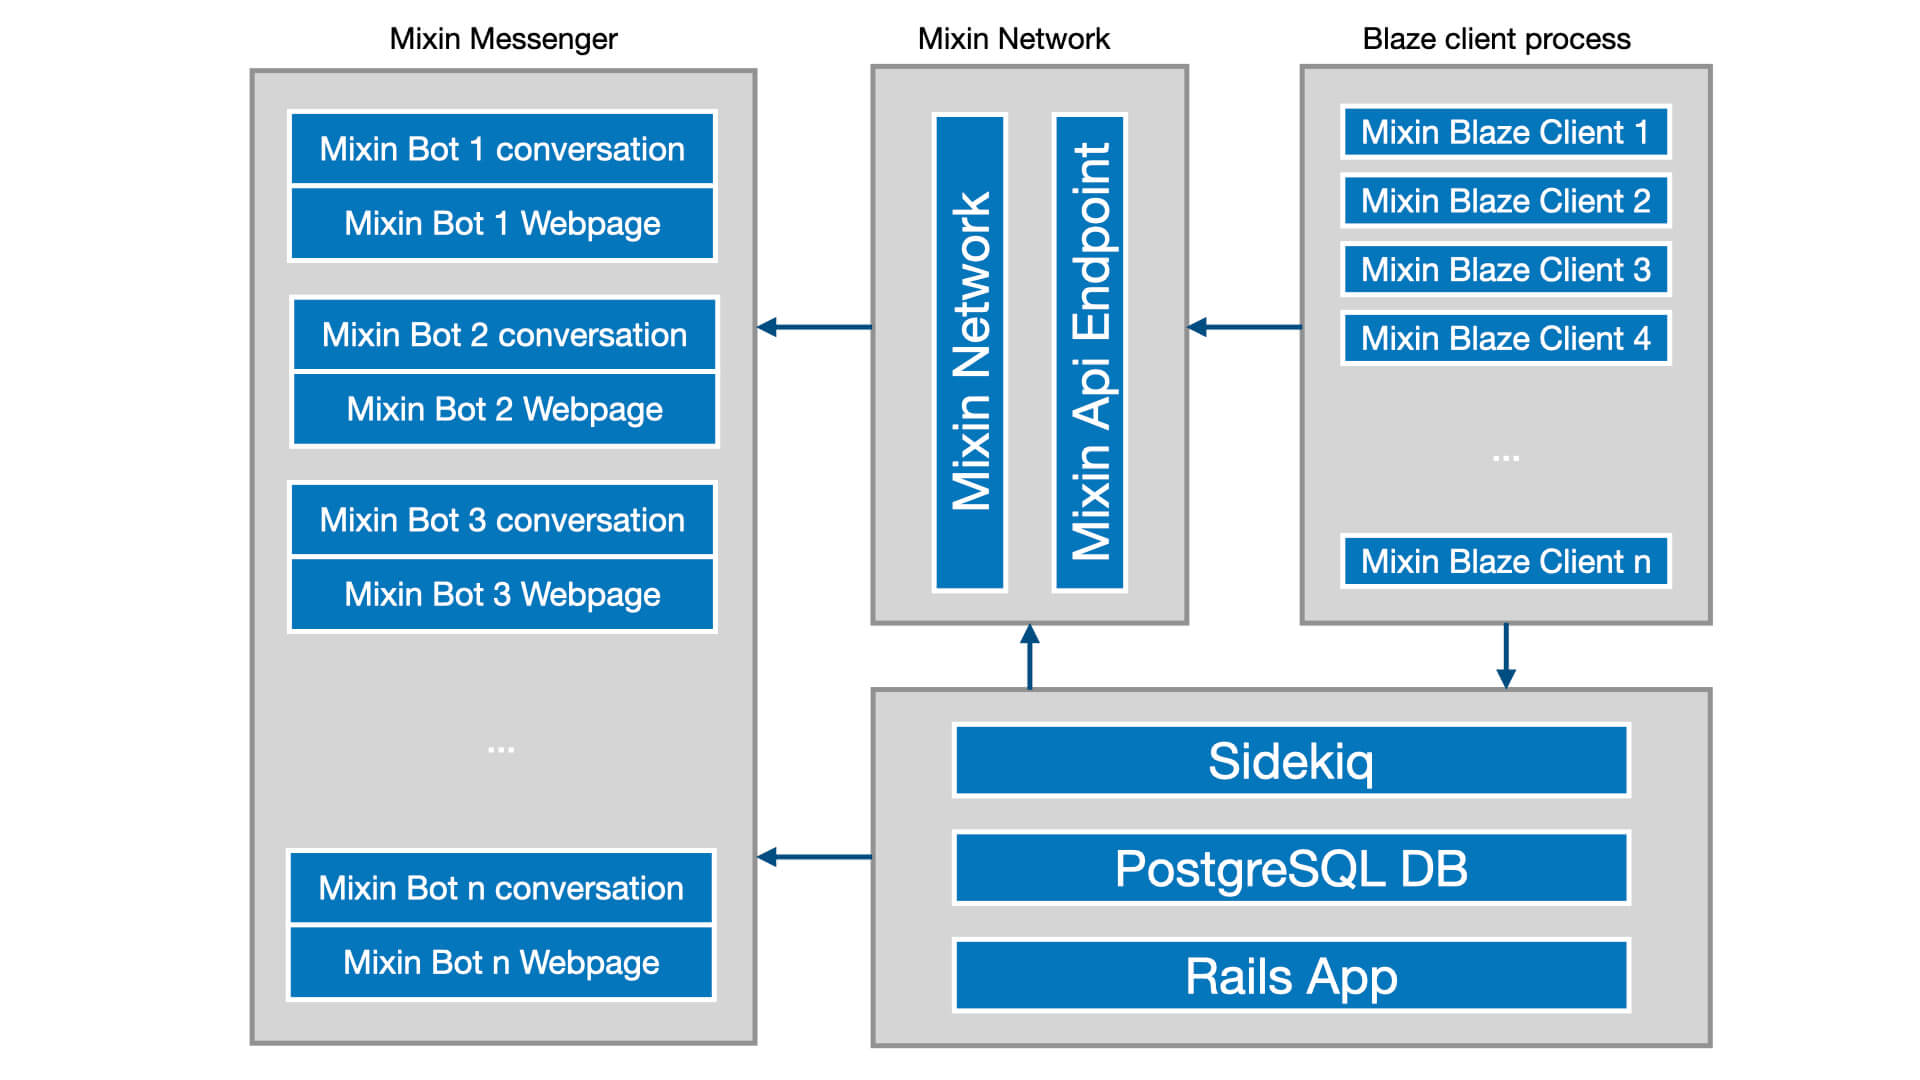 Mixin Messenger
Mixin Bot 1 conversation
Mixin Bot 1 Webpage
Mixin Bot 2 conversation
Mixin Bot 2 Webpage
Mixin Bot 3 conversation
Mixin Bot 3 Webpage
...
Mixin Bot n conversation
Mixin Bot n Webpage
Mixin Network
Mixin Network
Mixin Api Endpoint
Blaze client process
Mixin Blaze Client 1
Mixin Blaze Client 2
Mixin Blaze Client 3
Mixin Blaze Client 4
...
Mixin Blaze Client n
Sidekiq
PostgreSQL DB
Rails App